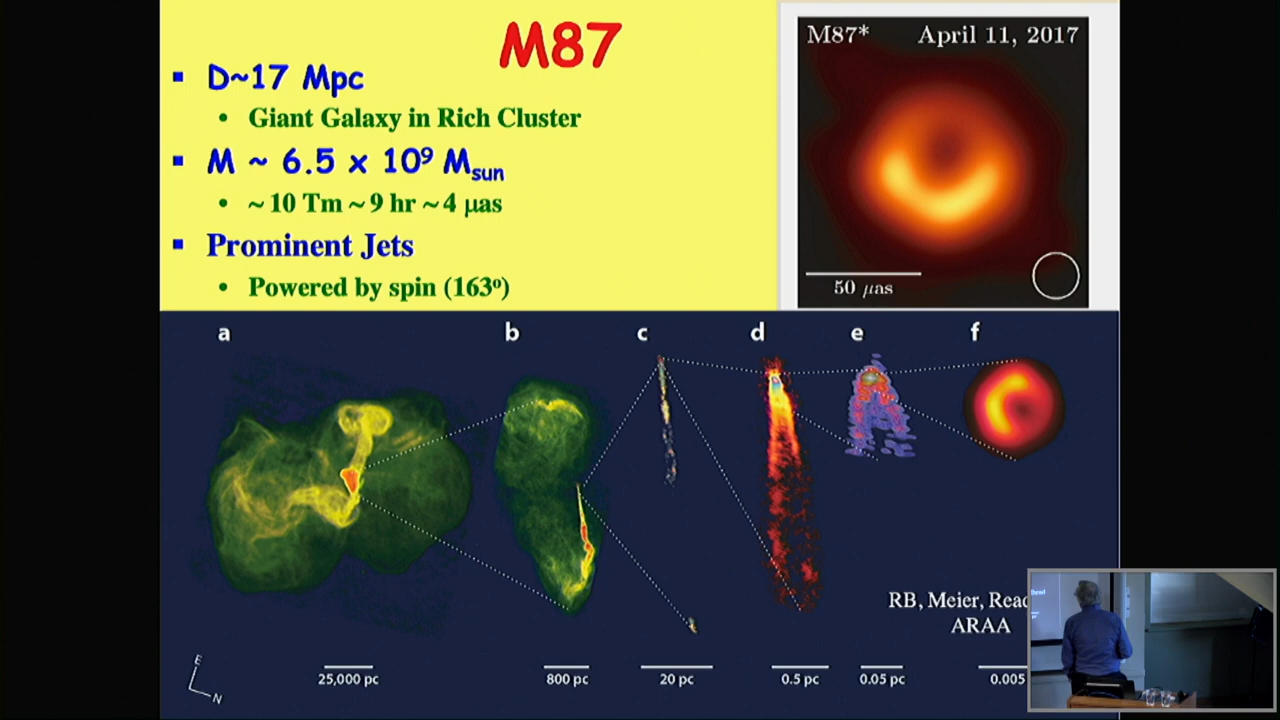 M87
D~17 Mpc
Giant Galaxy in Rich Cluster
M ~ 6.5 x 10⁹ Msun
~ 10 Tm ~ 9 hr ~ 4 μas
Prominent Jets
Powered by spin (163º)
M87* April 11, 2017
50 μas
a b c d e f
RB, Meier,
ARAA
E
N
25,000 pc 800 pc 20 pc 0.5 pc 0.05 pc 0.005